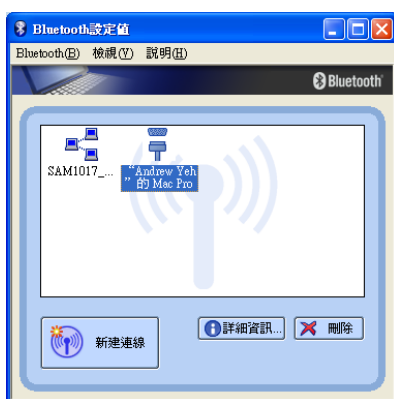 Bluetooth設定值
Bluetooth(B) 檢視(V) 說明(H)
Bluetooth
SAM1017_...
“Andrew Yeh
”的 Mac Pro
新建連線
詳細資訊...
刪除